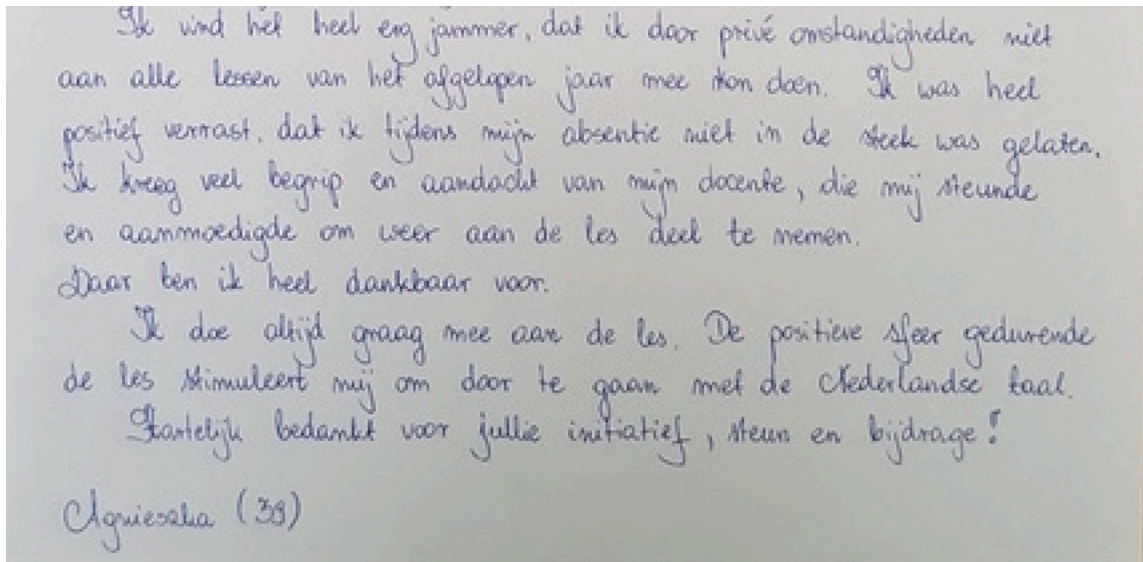 Ik vind het heel erg jammer, dat ik door privé omstandigheden niet
aan alle lessen van het afgelopen jaar mee kon doen. Ik was heel
positief verrast, dat ik tijdens mijn absentie niet in de steek was gelaten.
Ik kreeg veel begrip en aandacht van mijn docente, die mij steunde
en aanmoedigde om weer aan de les deel te nemen.
Daar ben ik heel dankbaar voor.
Ik doe altijd graag mee aan de les. De positieve sfeer gedurende
de les stimuleert mij om door te gaan met de Nederlandse taal.
Hartelijk bedankt voor jullie initiatief, steun en bijdrage!
Agnieszka (39)